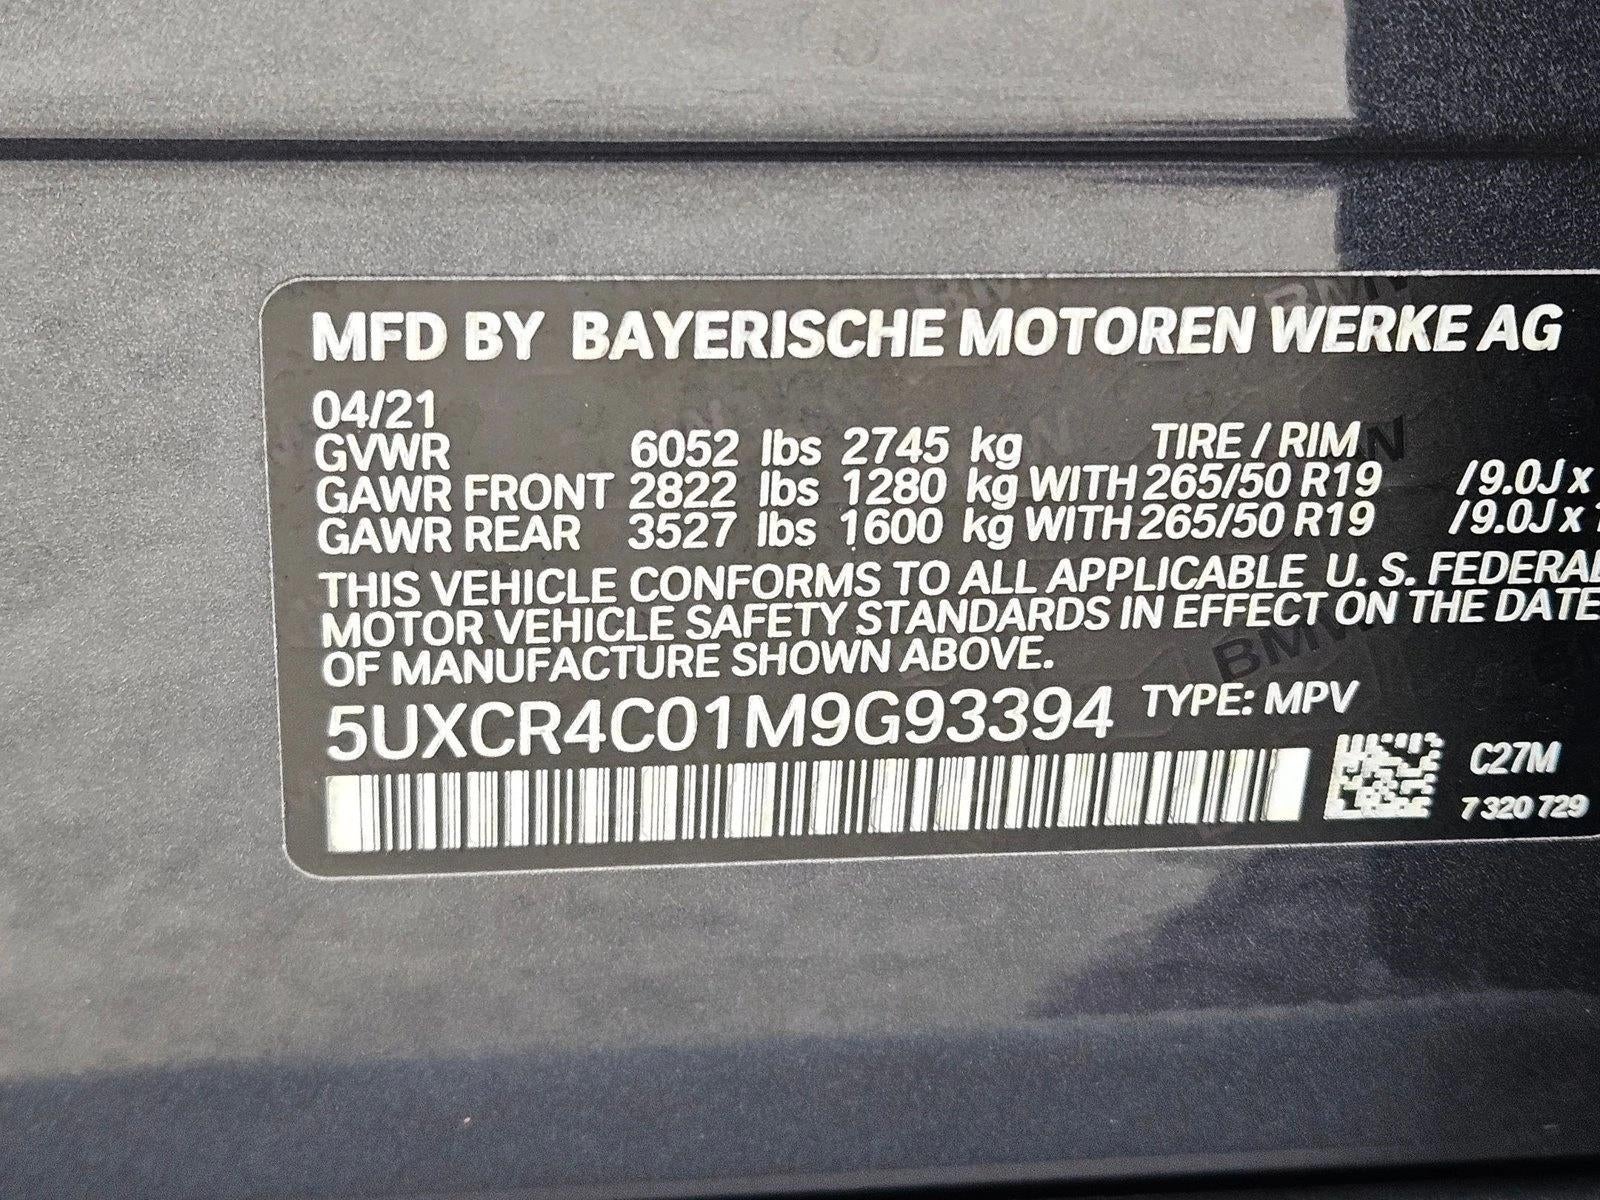 MFD BY BAYERISCHE MOTOREN WERKE AG
04/21
GVWR 6052 lbs 2745 kg TIRE / RIM
GAWR FRONT 2822 lbs 1280 kg WITH 265/50 R19 /9.0J x
GAWR REAR 3527 lbs 1600 kg WITH 265/50 R19 /9.0J x 1
THIS VEHICLE CONFORMS TO ALL APPLICABLE U. S. FEDERAL
MOTOR VEHICLE SAFETY STANDARDS IN EFFECT ON THE DATE
OF MANUFACTURE SHOWN ABOVE.
5UXCR4C01M9G93394 TYPE: MPV
C27M
7 320 729